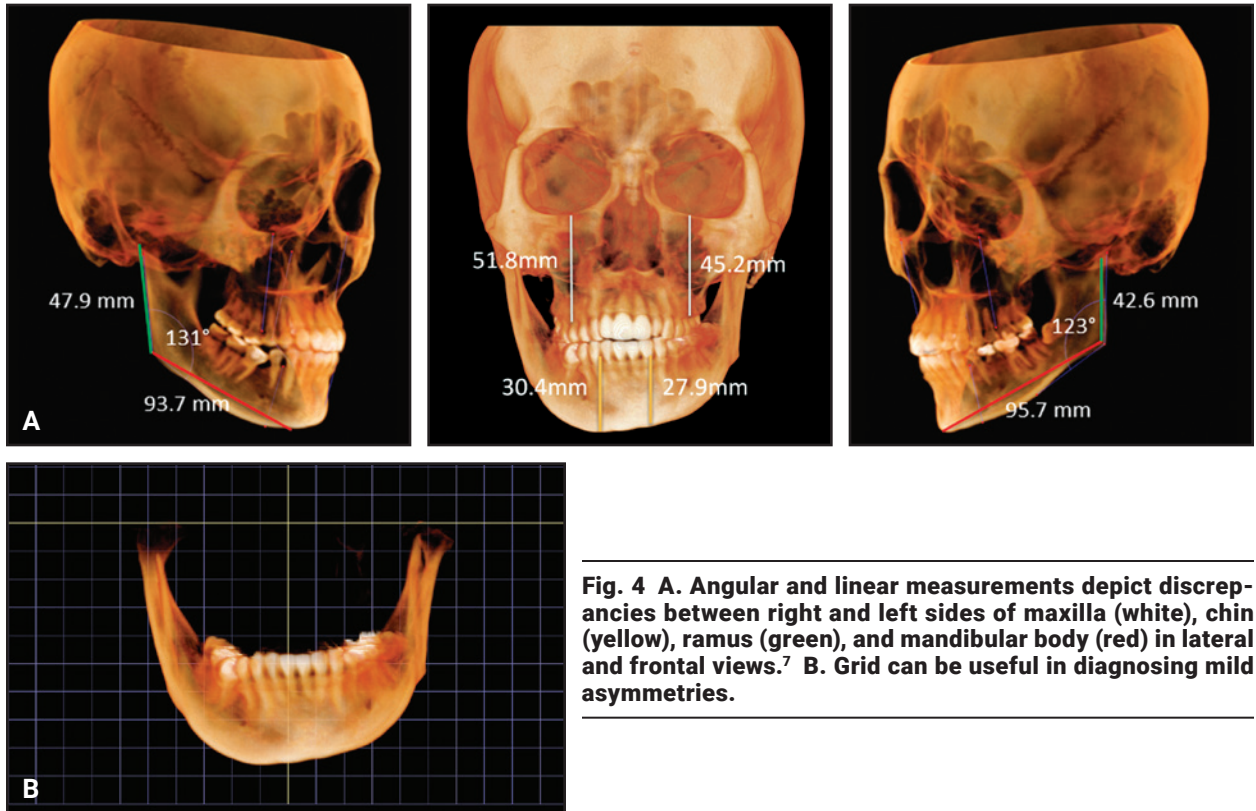 47.9 mm
131°
93.7 mm
A
51.8mm
45.2mm
30.4mm
27.9mm
42.6 mm
123°
95.7 mm
B
Fig. 4 A. Angular and linear measurements depict discrep-
ancies between right and left sides of maxilla (white), chin
(yellow), ramus (green), and mandibular body (red) in lateral
and frontal views.⁷ B. Grid can be useful in diagnosing mild
asymmetries.